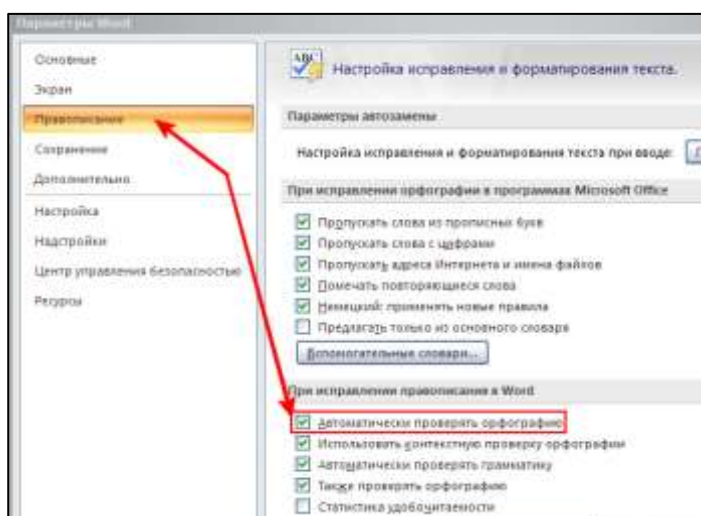 Параметры Word
Основные
Экран
Правописание
Сохранение
Дополнительно
Настройка
Надстройки
Центр управления безопасностью
Ресурсы
Настройка исправления и форматирования текста.
Параметры автозамены
Настройка исправления и форматирования текста при вводе:
При исправлении орфографии в программах Microsoft Office
Пропускать слова из прописных букв
Пропускать слова с цифрами
Пропускать адреса Интернета и имена файлов
Помечать повторяющиеся слова
Немецкий: применять новые правила
Предлагать только из основного словаря
Вспомогательные словари...
При исправлении правописания в Word
Автоматически проверять орфографию
Использовать контекстную проверку орфографии
Автоматически проверять грамматику
Также проверять орфографию
Статистика удобочитаемости